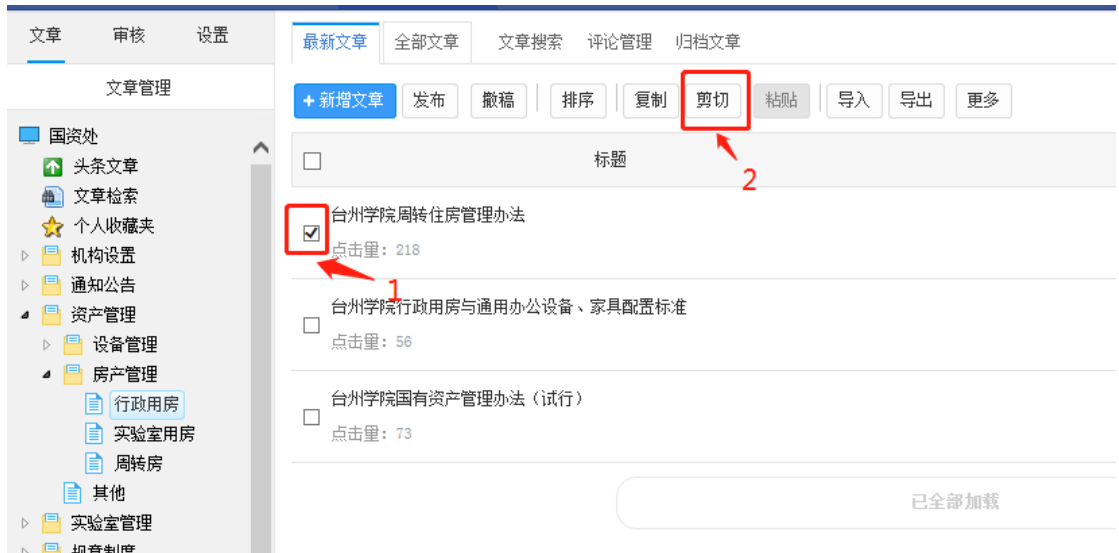 文章 审核 设置
文章管理
国资处
头条文章
文章检索
个人收藏夹
机构设置
通知公告
资产管理
设备管理
房产管理
行政用房
实验室用房
周转房
其他
实验室管理
规章制度
最新文章 全部文章 文章搜索 评论管理 归档文章
+ 新增文章 发布 撤稿 排序 复制 剪切 粘贴 导入 导出 更多
标题
2
台州学院周转住房管理办法
点击量: 218
1
台州学院行政用房与通用办公设备、家具配置标准
点击量: 56
台州学院国有资产管理办法（试行）
点击量: 73
已全部加载